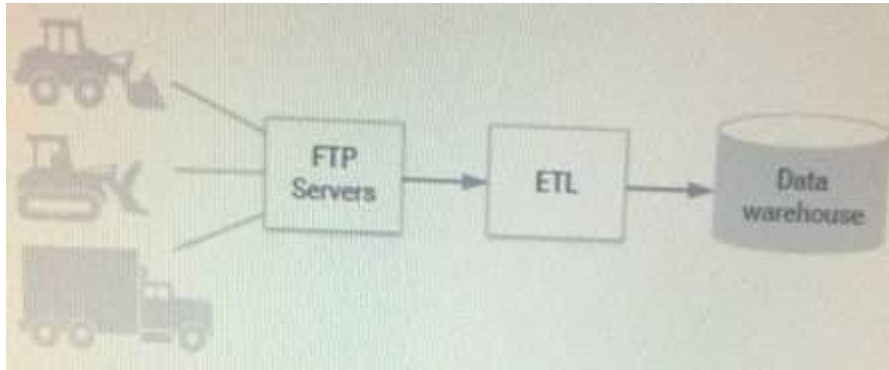 FTP
Servers
ETL
Data
warehouse